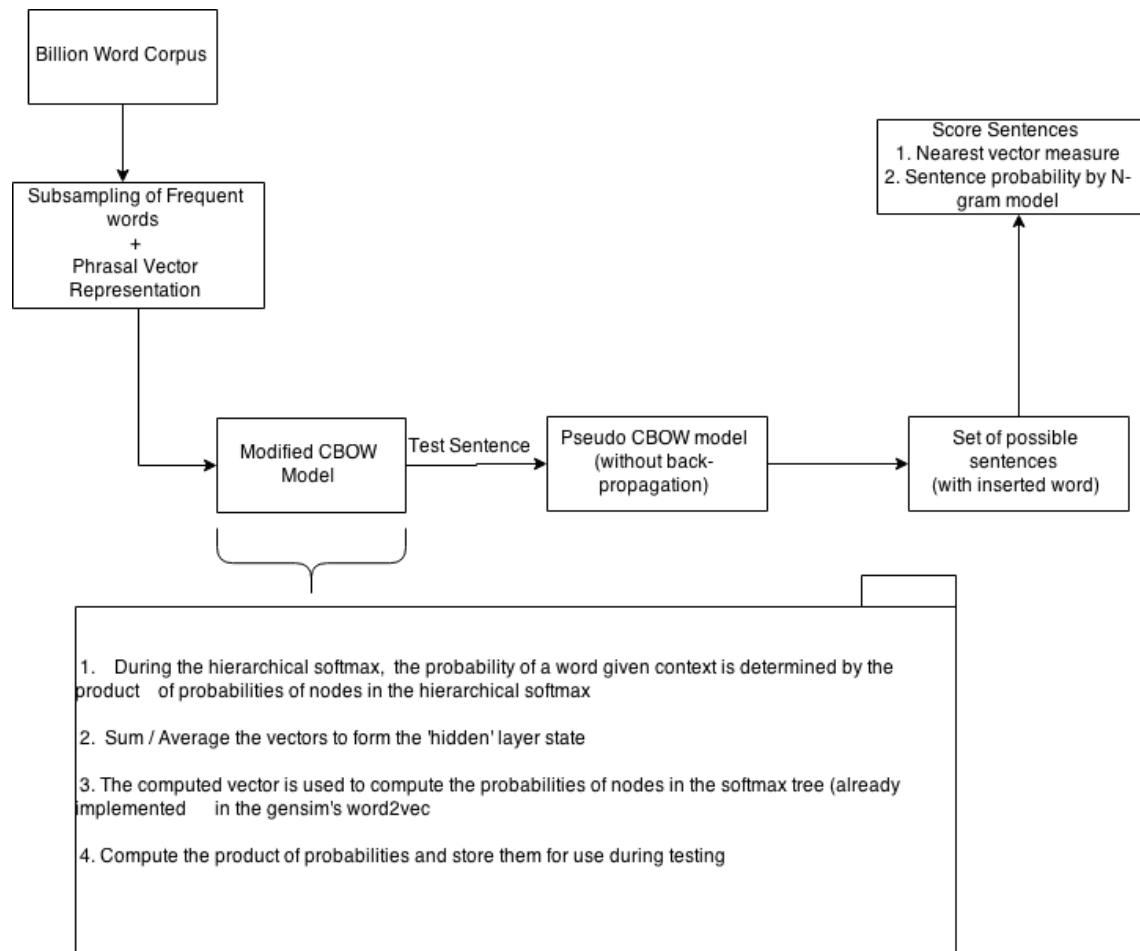 Billion Word Corpus
Subsampling of Frequent
words
+
Phrasal Vector
Representation
Score Sentences
1. Nearest vector measure
2. Sentence probability by N-
gram model
Modified CBOW
Model
Test Sentence
Pseudo CBOW model
(without back-
propagation)
Set of possible
sentences
(with inserted word)
1. During the hierarchical softmax, the probability of a word given context is determined by the
product of probabilities of nodes in the hierarchical softmax
2. Sum / Average the vectors to form the 'hidden' layer state
3. The computed vector is used to compute the probabilities of nodes in the softmax tree (already
implemented in the gensim's word2vec
4. Compute the product of probabilities and store them for use during testing